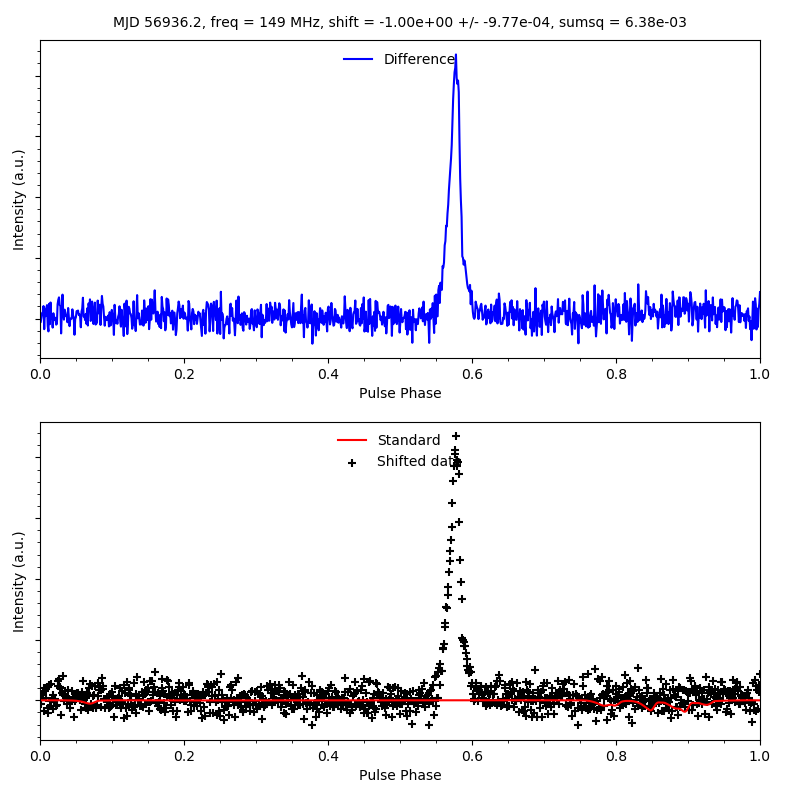 MJD 56936.2, freq = 149 MHz, shift = -1.00e+00 +/- -9.77e-04, sumsq = 6.38e-03
Difference
Intensity (a.u.)
0.0 0.2 0.4 0.6 0.8 1.0
Pulse Phase
Standard
Shifted data
Intensity (a.u.)
0.0 0.2 0.4 0.6 0.8 1.0
Pulse Phase